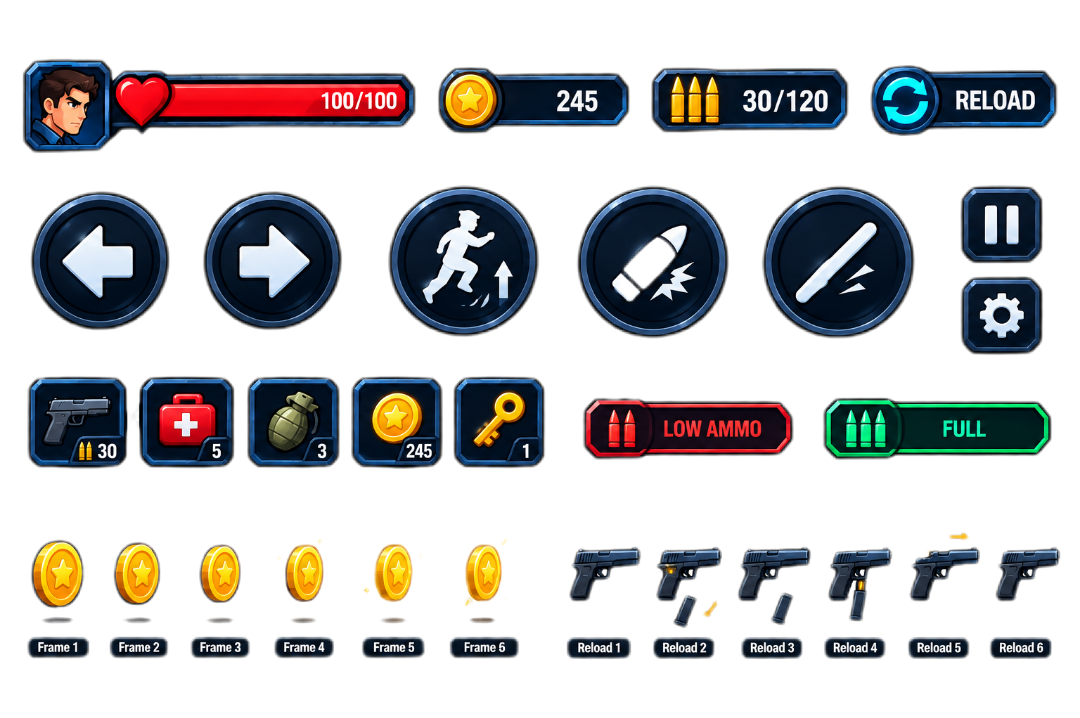 100/100
245
30/120
RELOAD
30
5
3
245
1
LOW AMMO
FULL
Frame 1
Frame 2
Frame 3
Frame 4
Frame 5
Frame 6
Reload 1
Reload 2
Reload 3
Reload 4
Reload 5
Reload 6